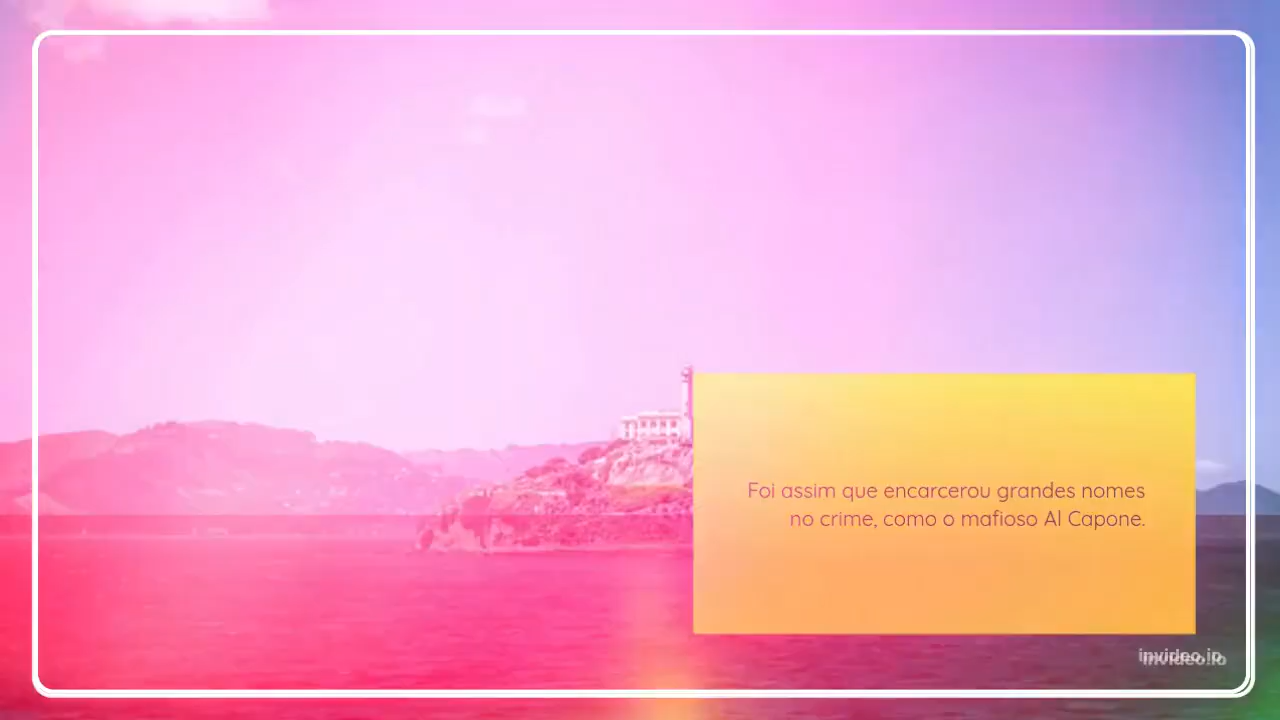 Foi assim que encarcerou grandes nomes
no crime, como o mafioso Al Capone.
invideo.io